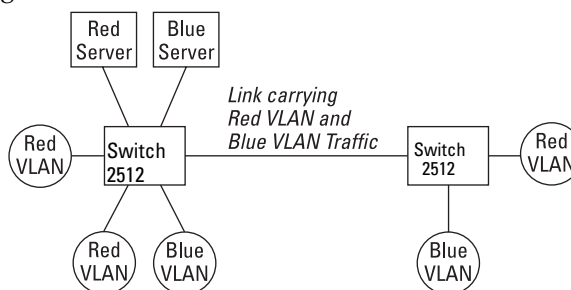 Red
Server
Blue
Server
Link carrying
Red VLAN and
Blue VLAN Traffic
Red
VLAN
Switch
2512
Switch
2512
Red
VLAN
Red
VLAN
Blue
VLAN
Blue
VLAN